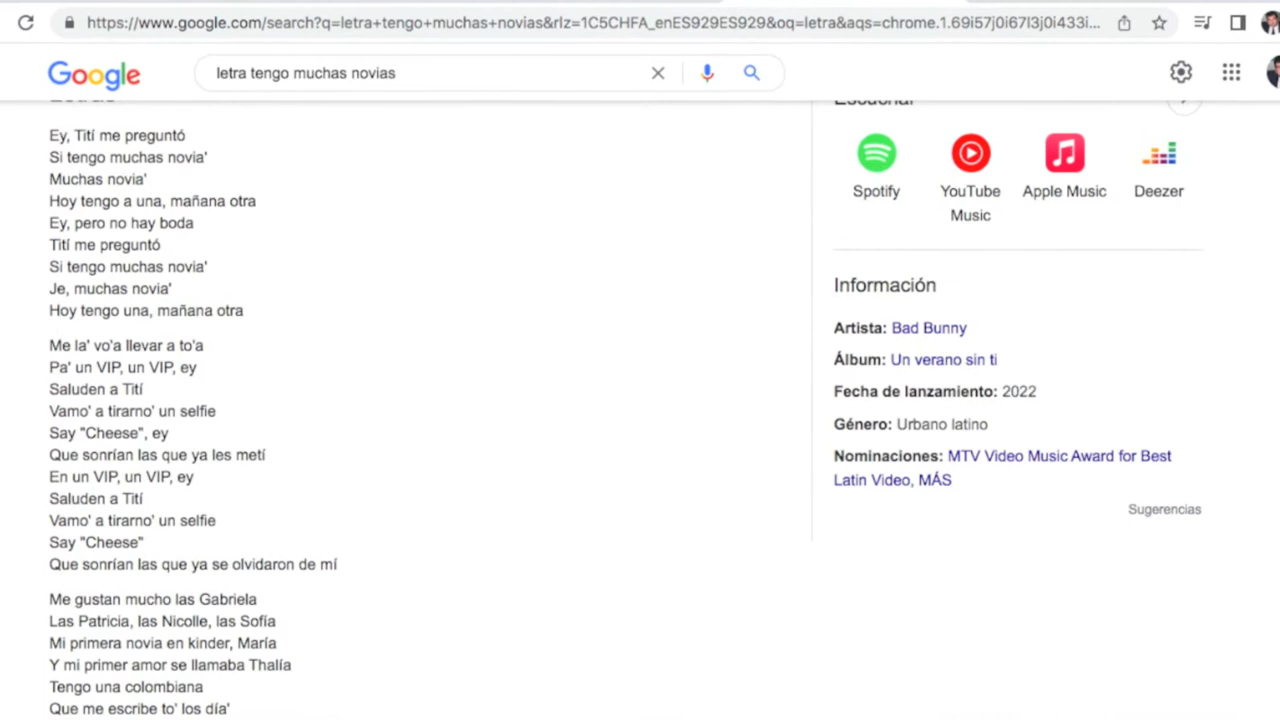 https://www.google.com/search?q=letra+tengo+muchas+novias&rlz=1C5CHFA_enES929ES929&oq=letra&aqs=chrome.1.69i57j0i67l3j0i433i...
Google
letra tengo muchas novias
Letras
Ey, Tití me preguntó
Si tengo muchas novia'
Muchas novia'
Hoy tengo a una, mañana otra
Ey, pero no hay boda
Tití me preguntó
Si tengo muchas novia'
Je, muchas novia'
Hoy tengo una, mañana otra
Me la' vo'a llevar a to'a
Pa' un VIP, un VIP, ey
Saluden a Tití
Vamo' a tirarno' un selfie
Say "Cheese", ey
Que sonrían las que ya les metí
En un VIP, un VIP, ey
Saluden a Tití
Vamo' a tirarno' un selfie
Say "Cheese"
Que sonrían las que ya se olvidaron de mí
Me gustan mucho las Gabriela
Las Patricia, las Nicolle, las Sofía
Mi primera novia en kinder, María
Y mi primer amor se llamaba Thalía
Tengo una colombiana
Que me escribe to' los día'
Escuchar
Spotify
YouTube Music
Apple Music
Deezer
Información
Artista: Bad Bunny
Álbum: Un verano sin ti
Fecha de lanzamiento: 2022
Género: Urbano latino
Nominaciones: MTV Video Music Award for Best
Latin Video, MÁS
Sugerencias